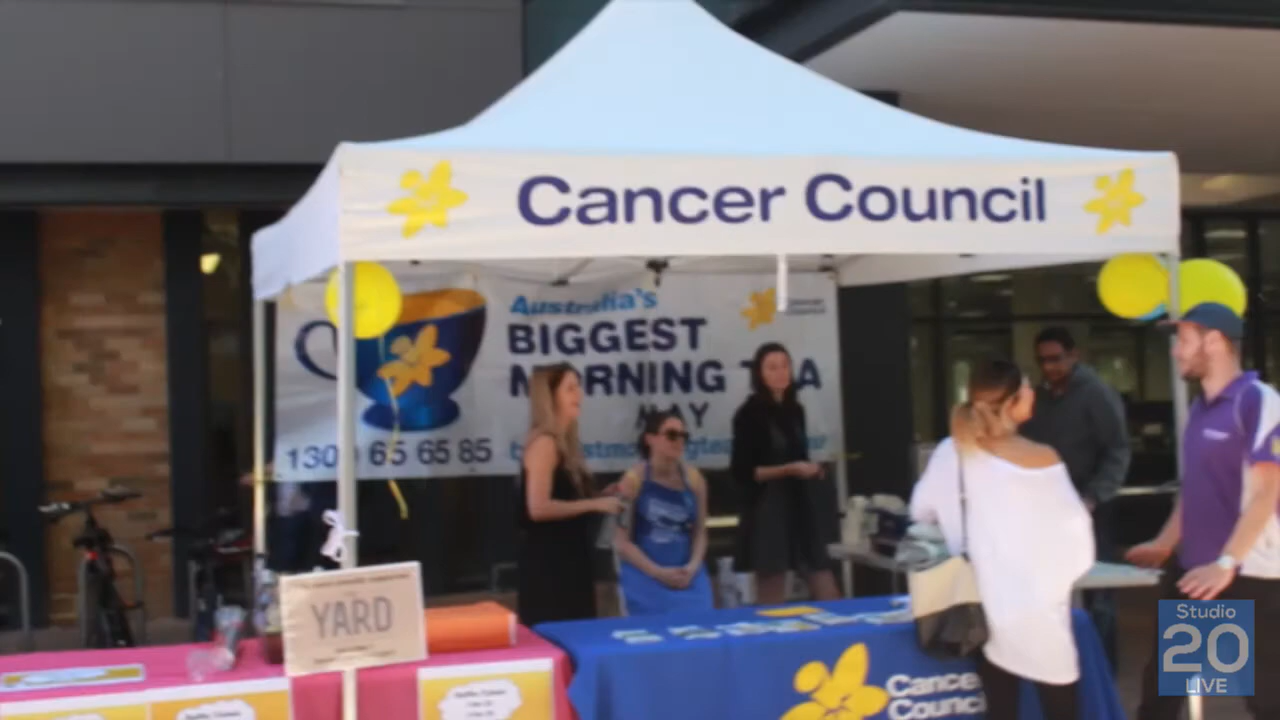 Cancer Council
Australia's
BIGGEST
MORNING TEA
MAY
1300 65 65 85
YARD
Cancer
Council
Studio
20
LIVE